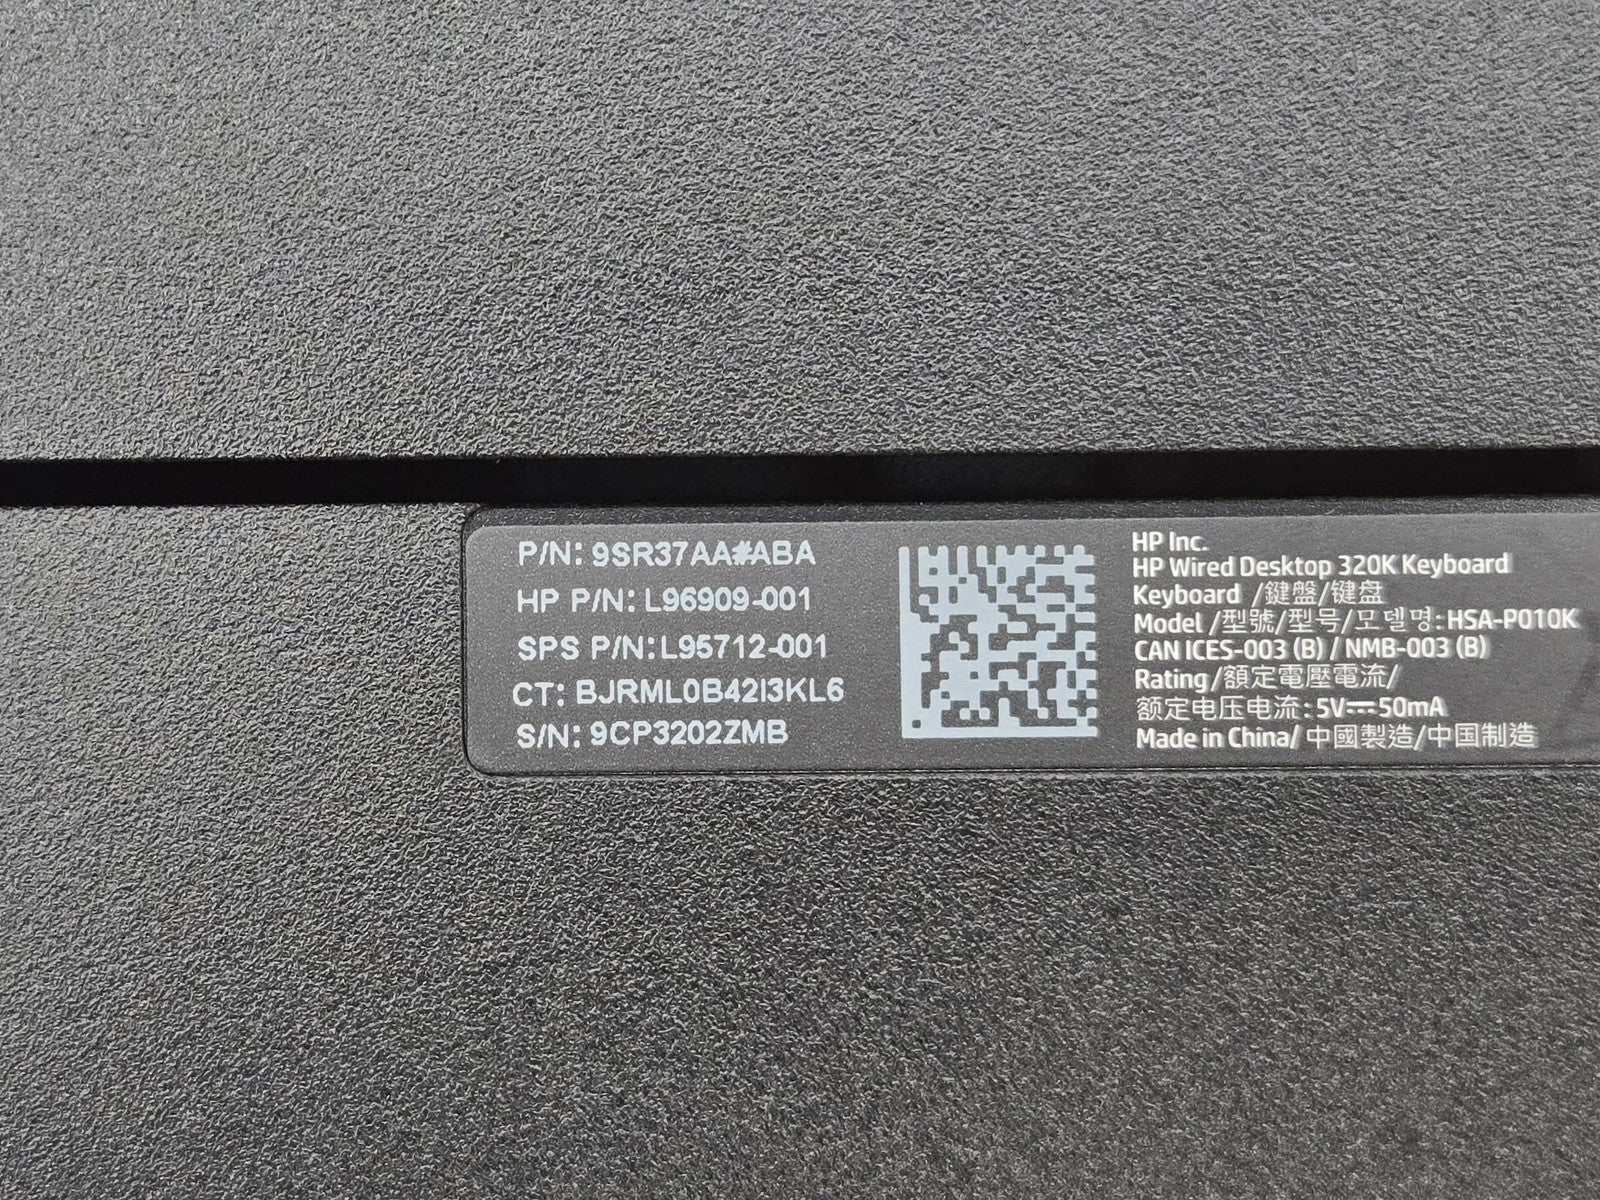 P/N: 9SR37AA#ABA
HP P/N: L96909-001
SPS P/N: L95712-001
CT: BJRML0B42I3KL6
S/N: 9CP3202ZMB
HP Inc.
HP Wired Desktop 320K Keyboard
Keyboard /鍵盤/键盘
Model /型號/型号/모델명: HSA-P010K
CAN ICES-003 (B) / NMB-003 (B)
Rating/額定電壓電流/
额定电压电流: 5V⎓50mA
Made in China/ 中國製造/中国制造